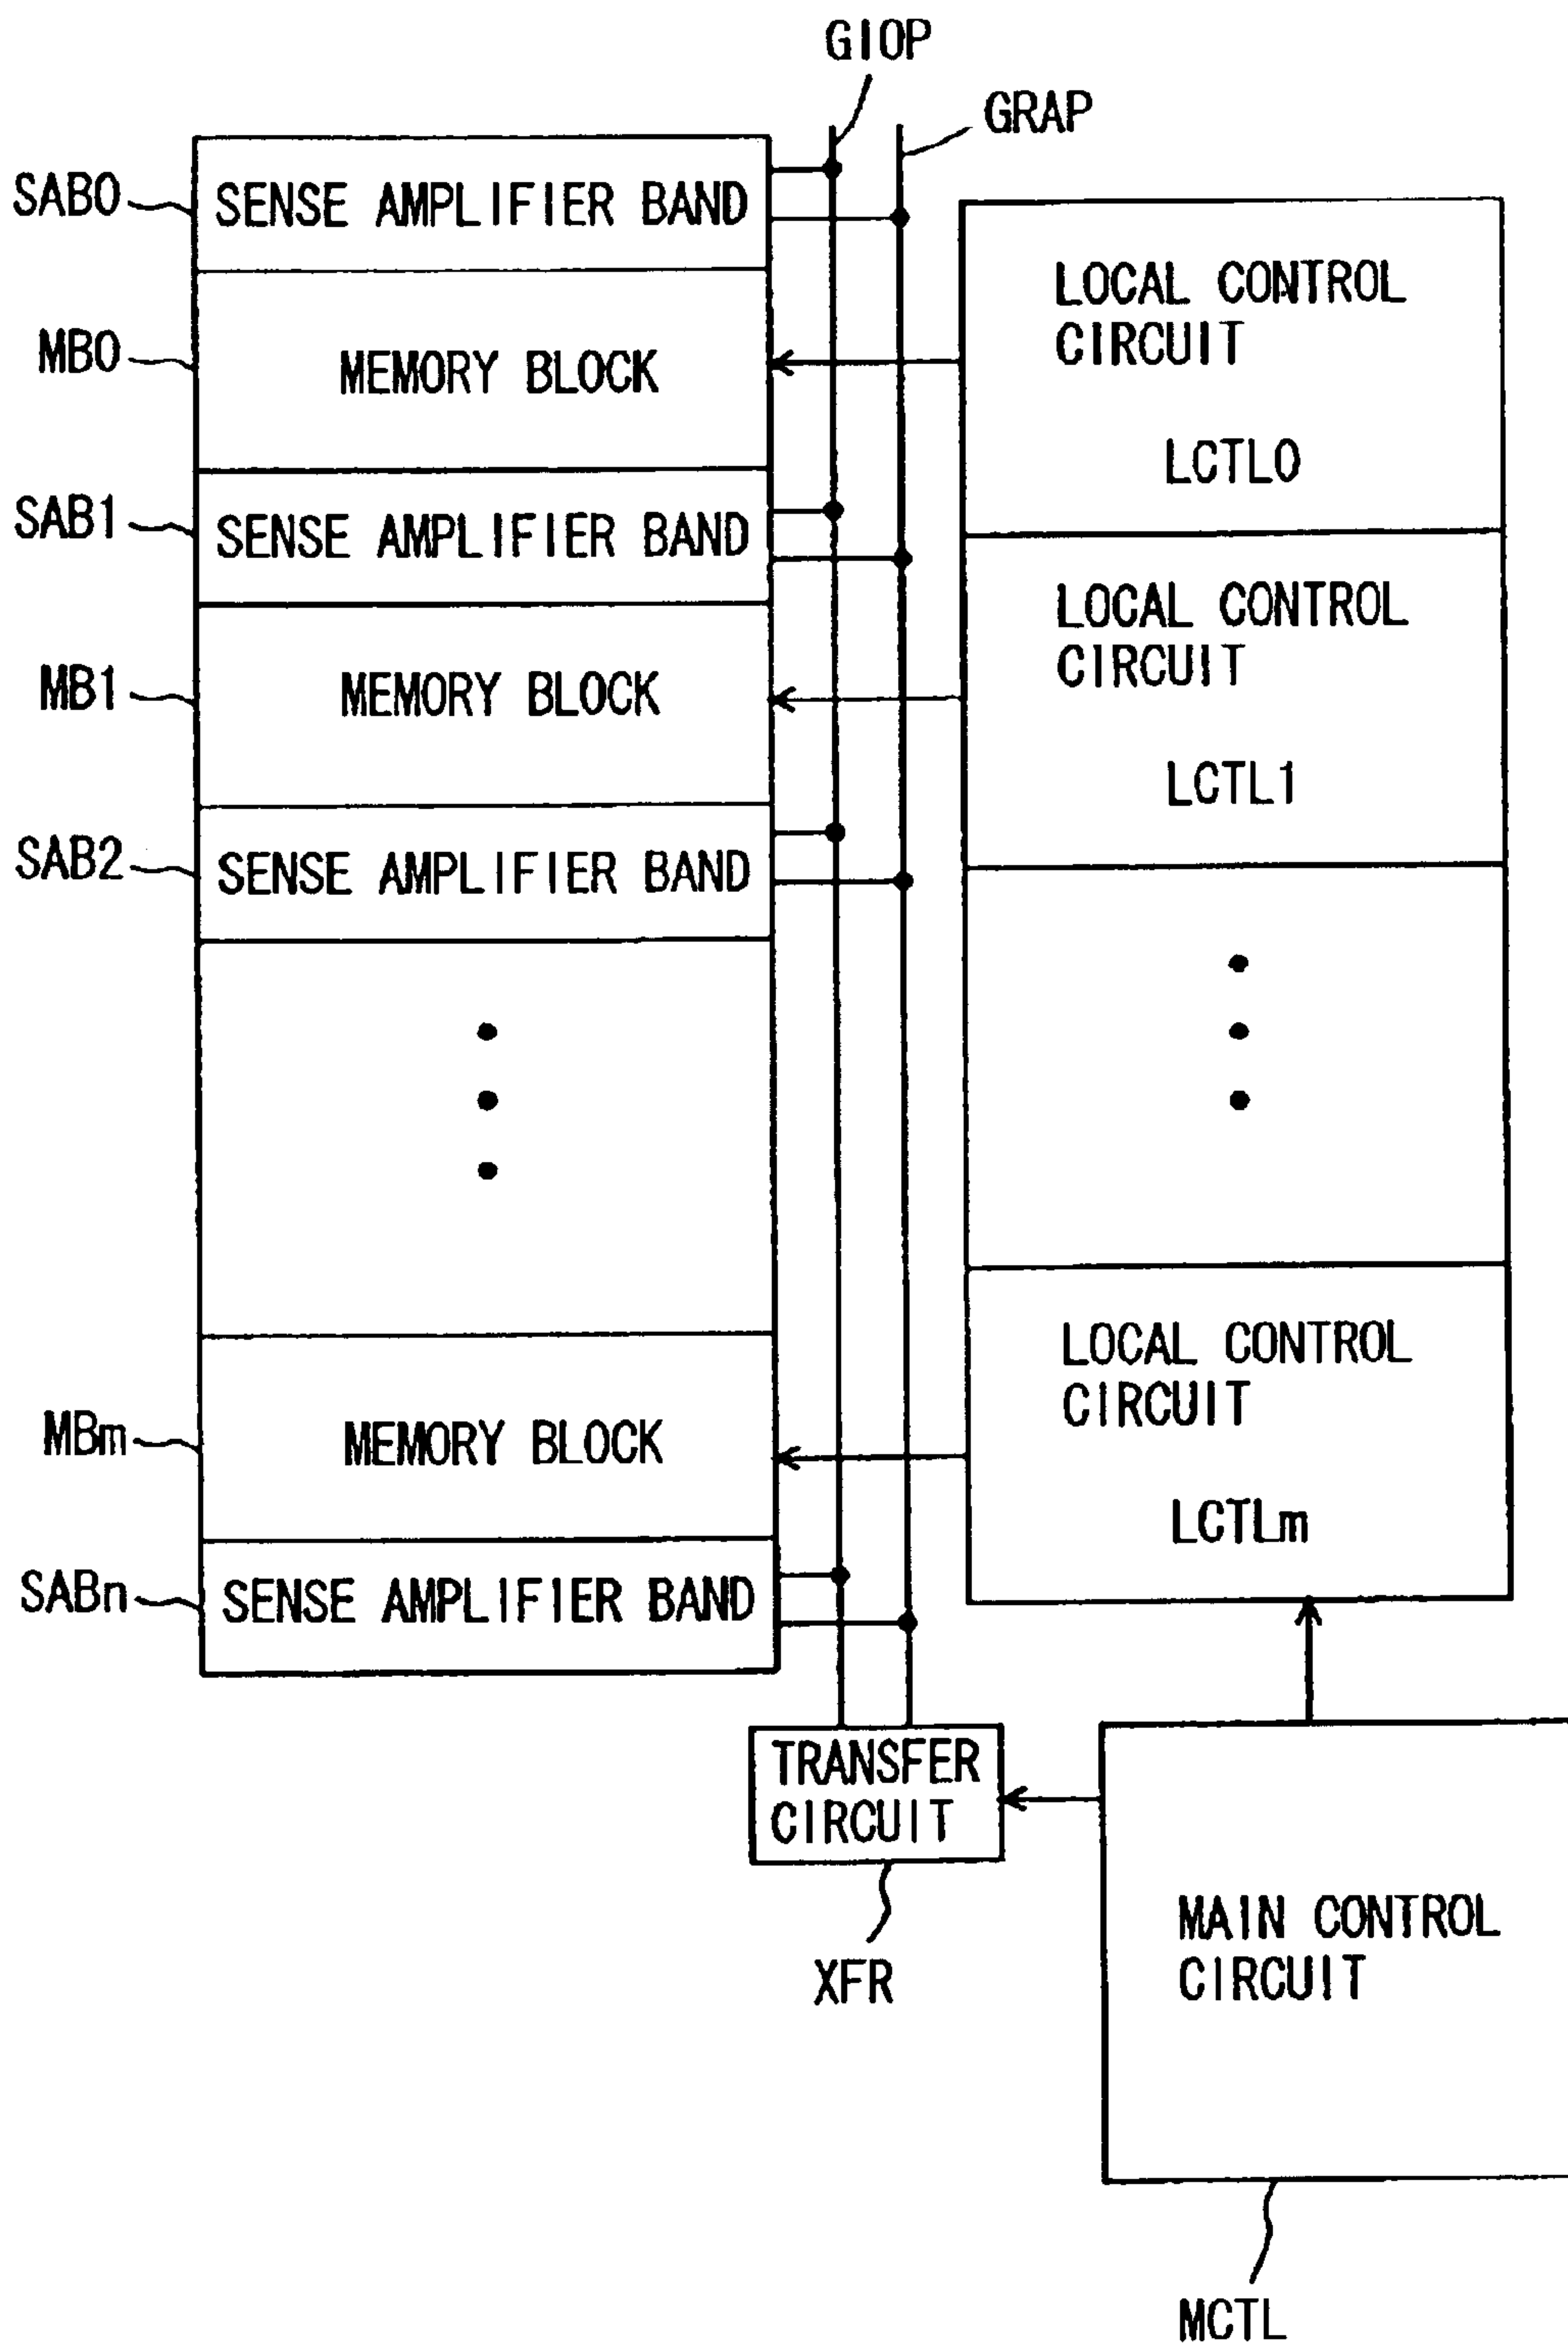 GIOP
GRAP
SAB0
SENSE AMPLIFIER BAND
MB0
MEMORY BLOCK
SAB1
SENSE AMPLIFIER BAND
MB1
MEMORY BLOCK
SAB2
SENSE AMPLIFIER BAND
MBm
MEMORY BLOCK
SABn
SENSE AMPLIFIER BAND
LOCAL CONTROL
CIRCUIT
LCTL0
LOCAL CONTROL
CIRCUIT
LCTL1
LOCAL CONTROL
CIRCUIT
LCTLm
TRANSFER
CIRCUIT
XFR
MAIN CONTROL
CIRCUIT
MCTL